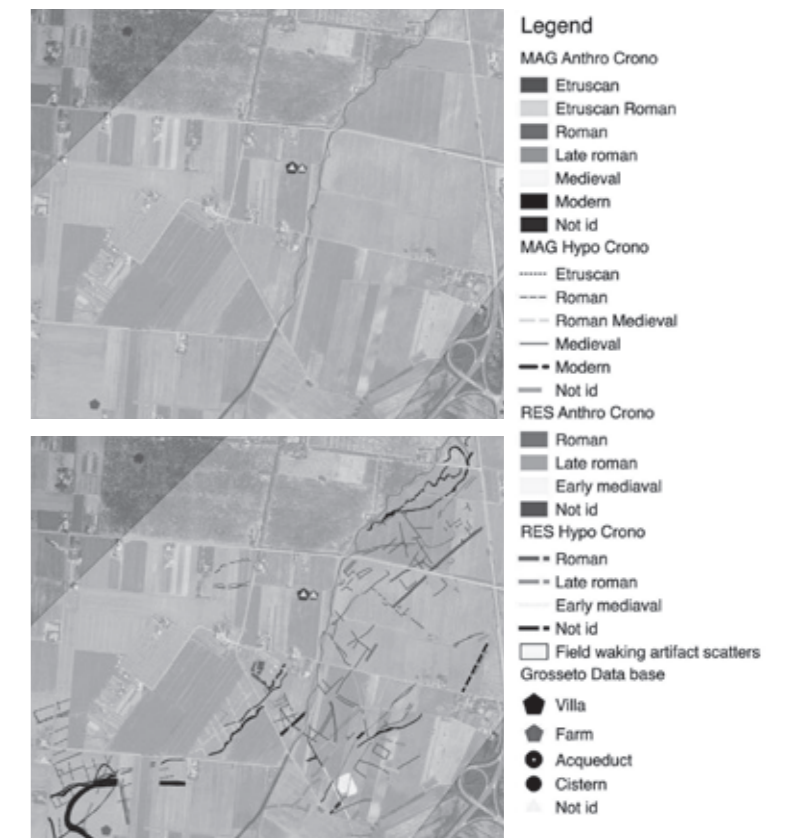 Legend
MAG Anthro Crono
Etruscan
Etruscan Roman
Roman
Late roman
Medieval
Modern
Not id
MAG Hypo Crono
Etruscan
Roman
Roman Medieval
Medieval
Modern
Not id
RES Anthro Crono
Roman
Late roman
Early mediaval
Not id
RES Hypo Crono
Roman
Late roman
Early mediaval
Not id
Field waking artifact scatters
Grosseto Data base
Villa
Farm
Acqueduct
Cistern
Not id